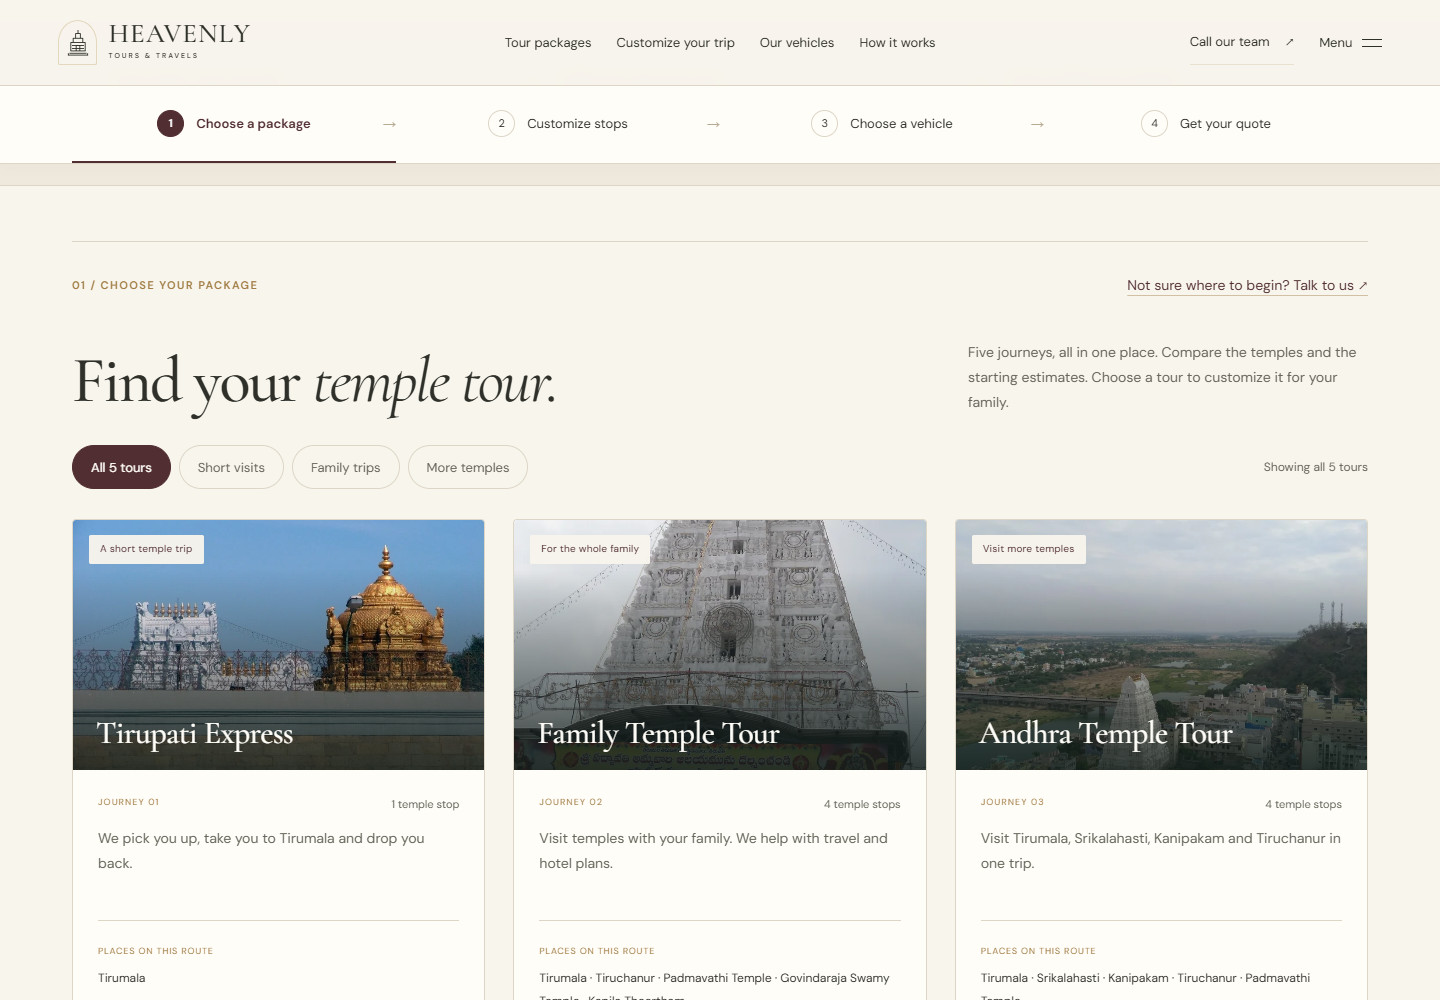 HEAVENLY
TOURS & TRAVELS
Tour packages
Customize your trip
Our vehicles
How it works
Call our team ↗
Menu
1 Choose a package →
2 Customize stops →
3 Choose a vehicle →
4 Get your quote
01 / CHOOSE YOUR PACKAGE
Not sure where to begin? Talk to us ↗
Find your temple tour.
Five journeys, all in one place. Compare the temples and the
starting estimates. Choose a tour to customize it for your
family.
All 5 tours
Short visits
Family trips
More temples
Showing all 5 tours
A short temple trip
Tirupati Express
JOURNEY 01
1 temple stop
We pick you up, take you to Tirumala and drop you
back.
PLACES ON THIS ROUTE
Tirumala
For the whole family
Family Temple Tour
JOURNEY 02
4 temple stops
Visit temples with your family. We help with travel and
hotel plans.
PLACES ON THIS ROUTE
Tirumala · Tiruchanur · Padmavathi Temple · Govindaraja Swamy
Visit more temples
Andhra Temple Tour
JOURNEY 03
4 temple stops
Visit Tirumala, Srikalahasti, Kanipakam and Tiruchanur in
one trip.
PLACES ON THIS ROUTE
Tirumala · Srikalahasti · Kanipakam · Tiruchanur · Padmavathi